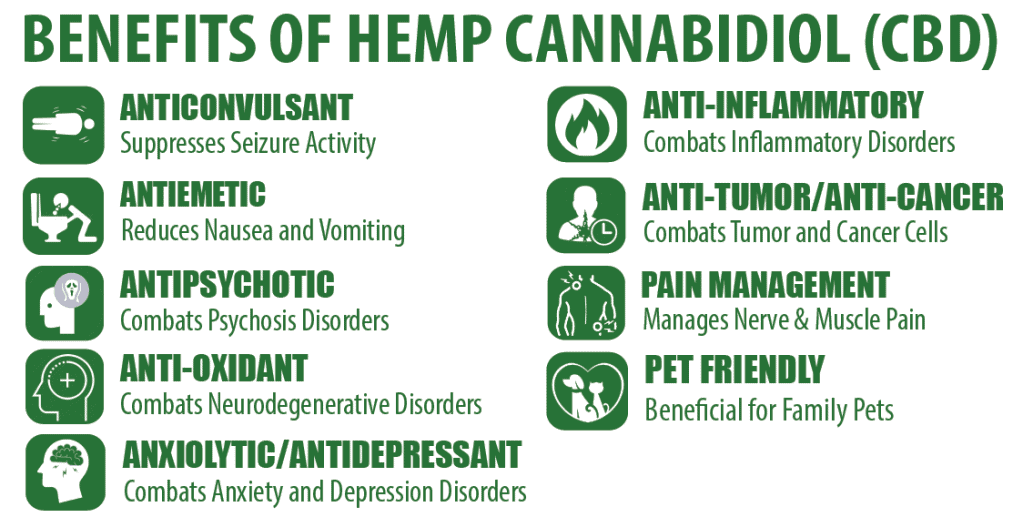 BENEFITS OF HEMP CANNABIDIOL (CBD)
ANTICONVULSANT
Suppresses Seizure Activity
ANTIEMETIC
Reduces Nausea and Vomiting
ANTIPSYCHOTIC
Combats Psychosis Disorders
ANTI-OXIDANT
Combats Neurodegenerative Disorders
ANXIOLYTIC/ANTIDEPRESSANT
Combats Anxiety and Depression Disorders
ANTI-INFLAMMATORY
Combats Inflammatory Disorders
ANTI-TUMOR/ANTI-CANCER
Combats Tumor and Cancer Cells
PAIN MANAGEMENT
Manages Nerve & Muscle Pain
PET FRIENDLY
Beneficial for Family Pets